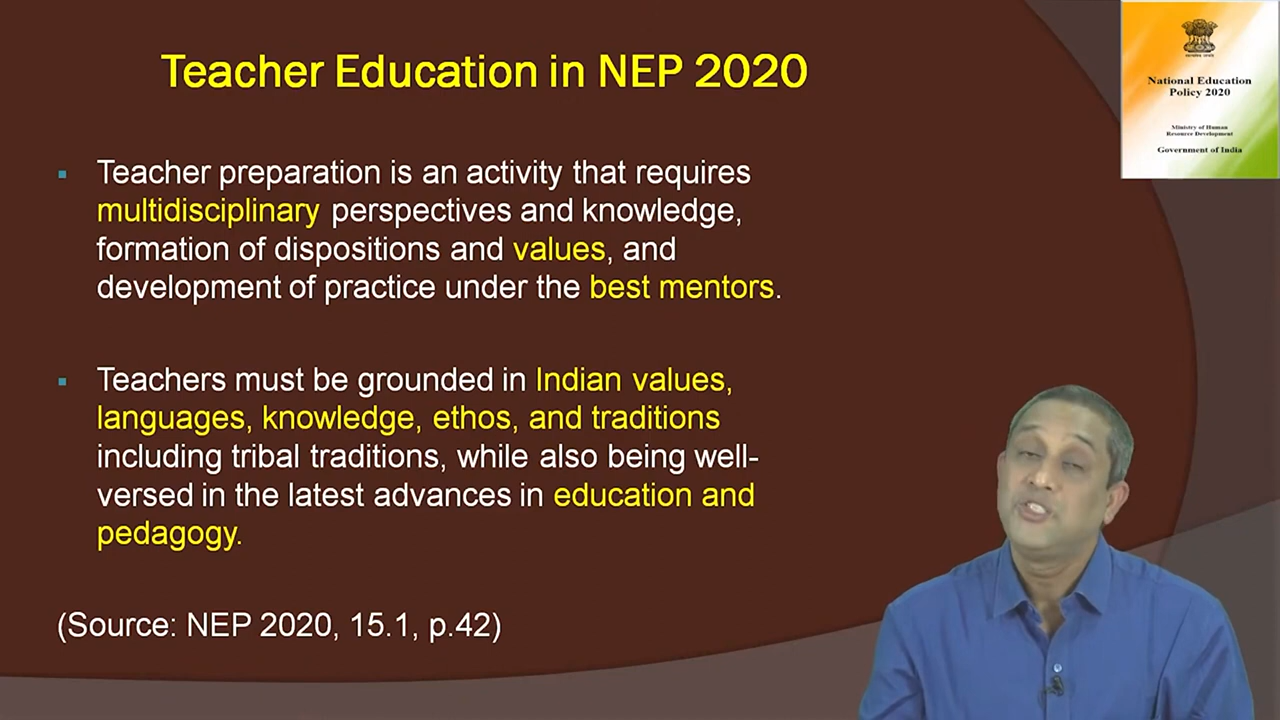 Teacher Education in NEP 2020
National Education
Policy 2020
Ministry of Human
Resource Development
Government of India
Teacher preparation is an activity that requires
multidisciplinary perspectives and knowledge,
formation of dispositions and values, and
development of practice under the best mentors.
Teachers must be grounded in Indian values,
languages, knowledge, ethos, and traditions
including tribal traditions, while also being well-
versed in the latest advances in education and
pedagogy.
(Source: NEP 2020, 15.1, p.42)